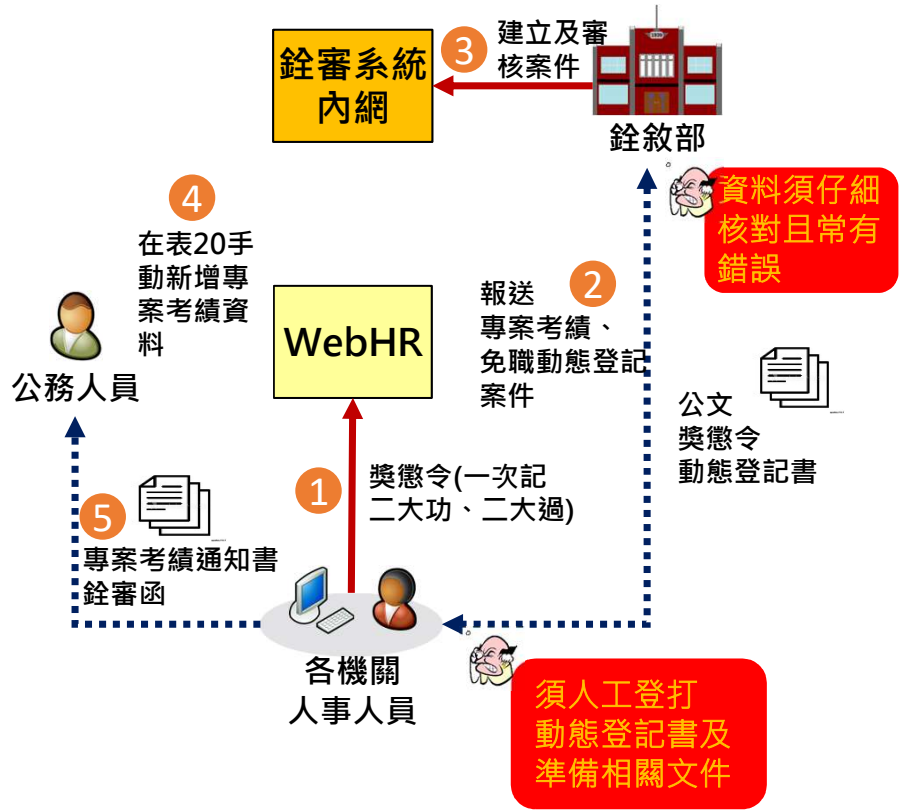 3
建立及審
核案件
銓審系統
內網
銓敘部
資料須仔細
核對且常有
錯誤
4
在表20手
動新增專
案考績資
料
2
報送
專案考績、
免職動態登記
案件
WebHR
公務人員
公文
獎懲令
動態登記書
1
獎懲令(一次記
二大功、二大過)
5
專案考績通知書
銓審函
各機關
人事人員
須人工登打
動態登記書及
準備相關文件